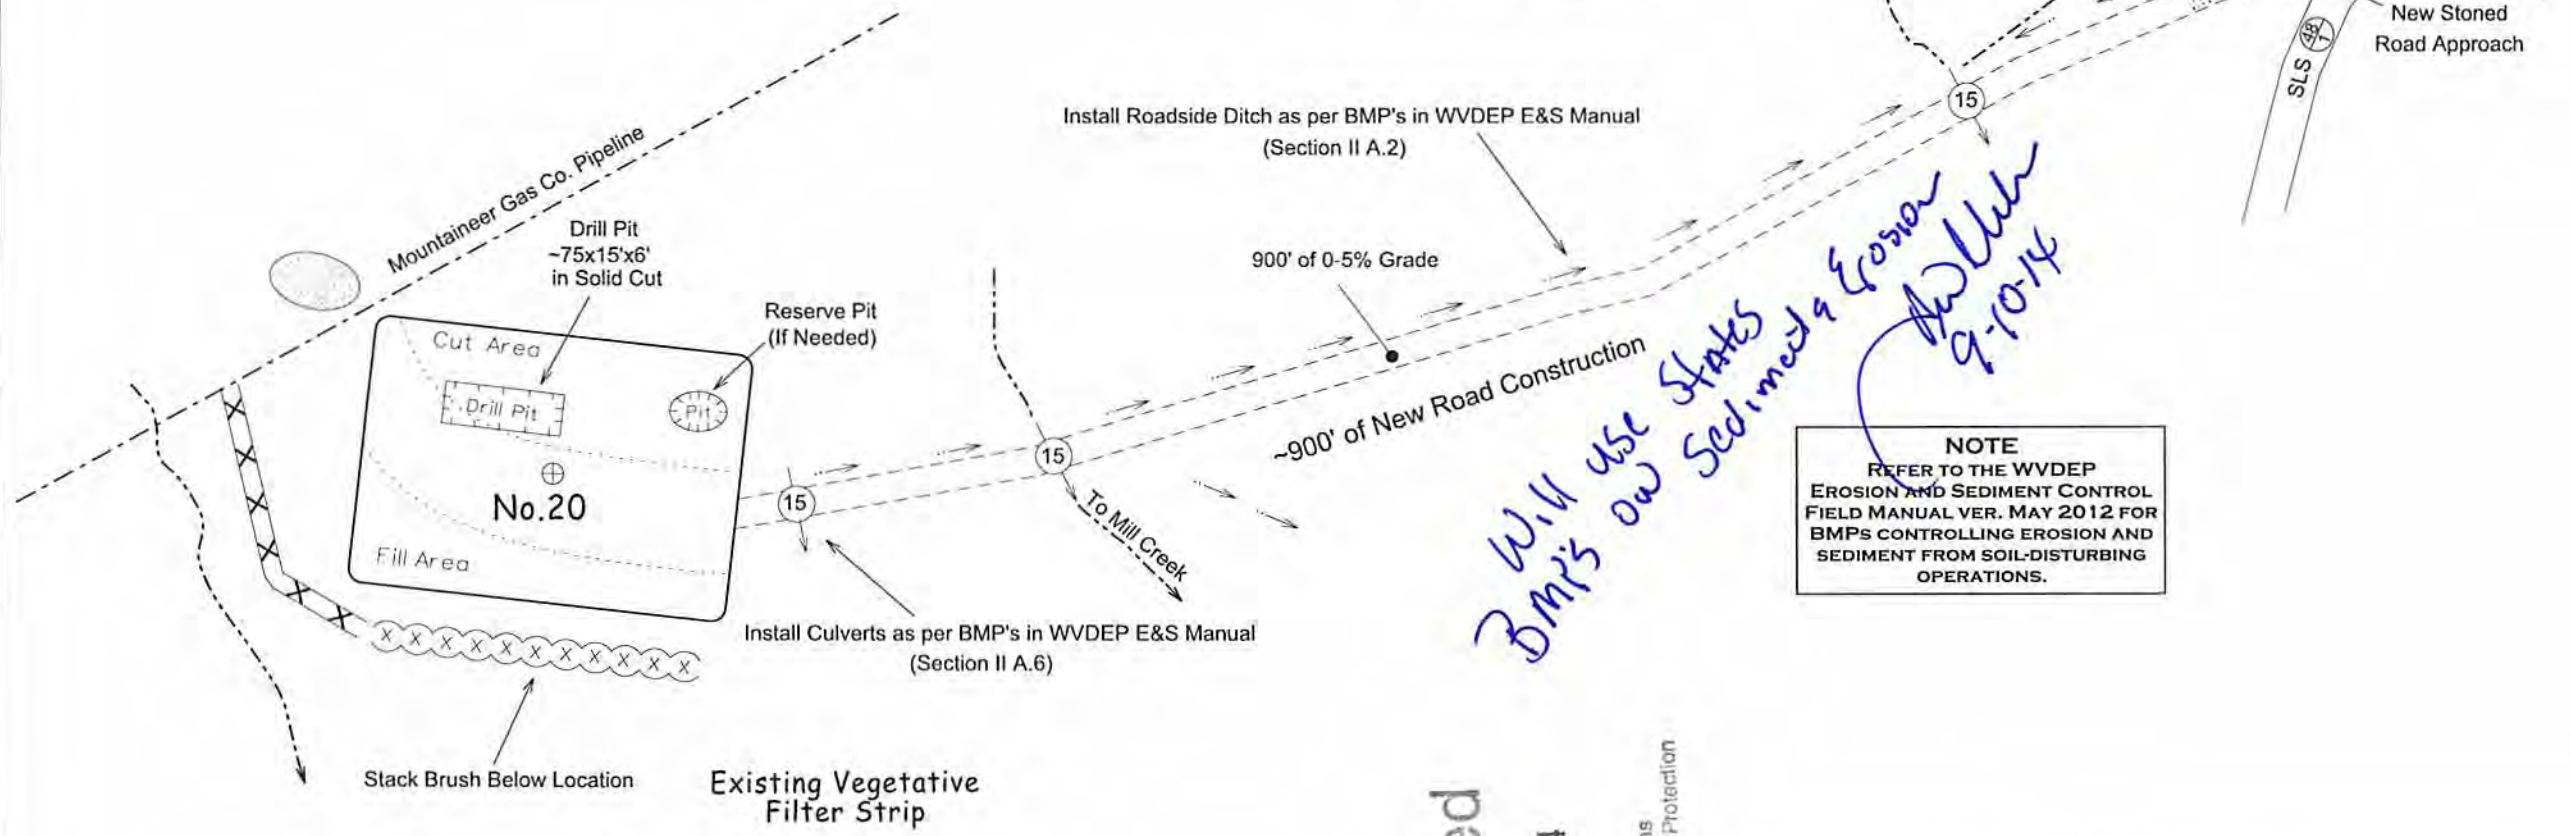 New Stoned
Road Approach
SLS 48/1
15
Install Roadside Ditch as per BMP's in WVDEP E&S Manual
(Section II A.2)
Mountaineer Gas Co. Pipeline
Drill Pit
~75x15'x6'
in Solid Cut
900' of 0-5% Grade
Reserve Pit
(If Needed)
Cut Area
Drill Pit
Pit
~900' of New Road Construction
15
15
No.20
Fill Area
To Mill Creek
Install Culverts as per BMP's in WVDEP E&S Manual
(Section II A.6)
Stack Brush Below Location
Existing Vegetative
Filter Strip
Will use States
BMP's on Sediment & Erosion
9-10-14
NOTE
REFER TO THE WVDEP
EROSION AND SEDIMENT CONTROL
FIELD MANUAL VER. MAY 2012 FOR
BMPS CONTROLLING EROSION AND
SEDIMENT FROM SOIL-DISTURBING
OPERATIONS.
Protection